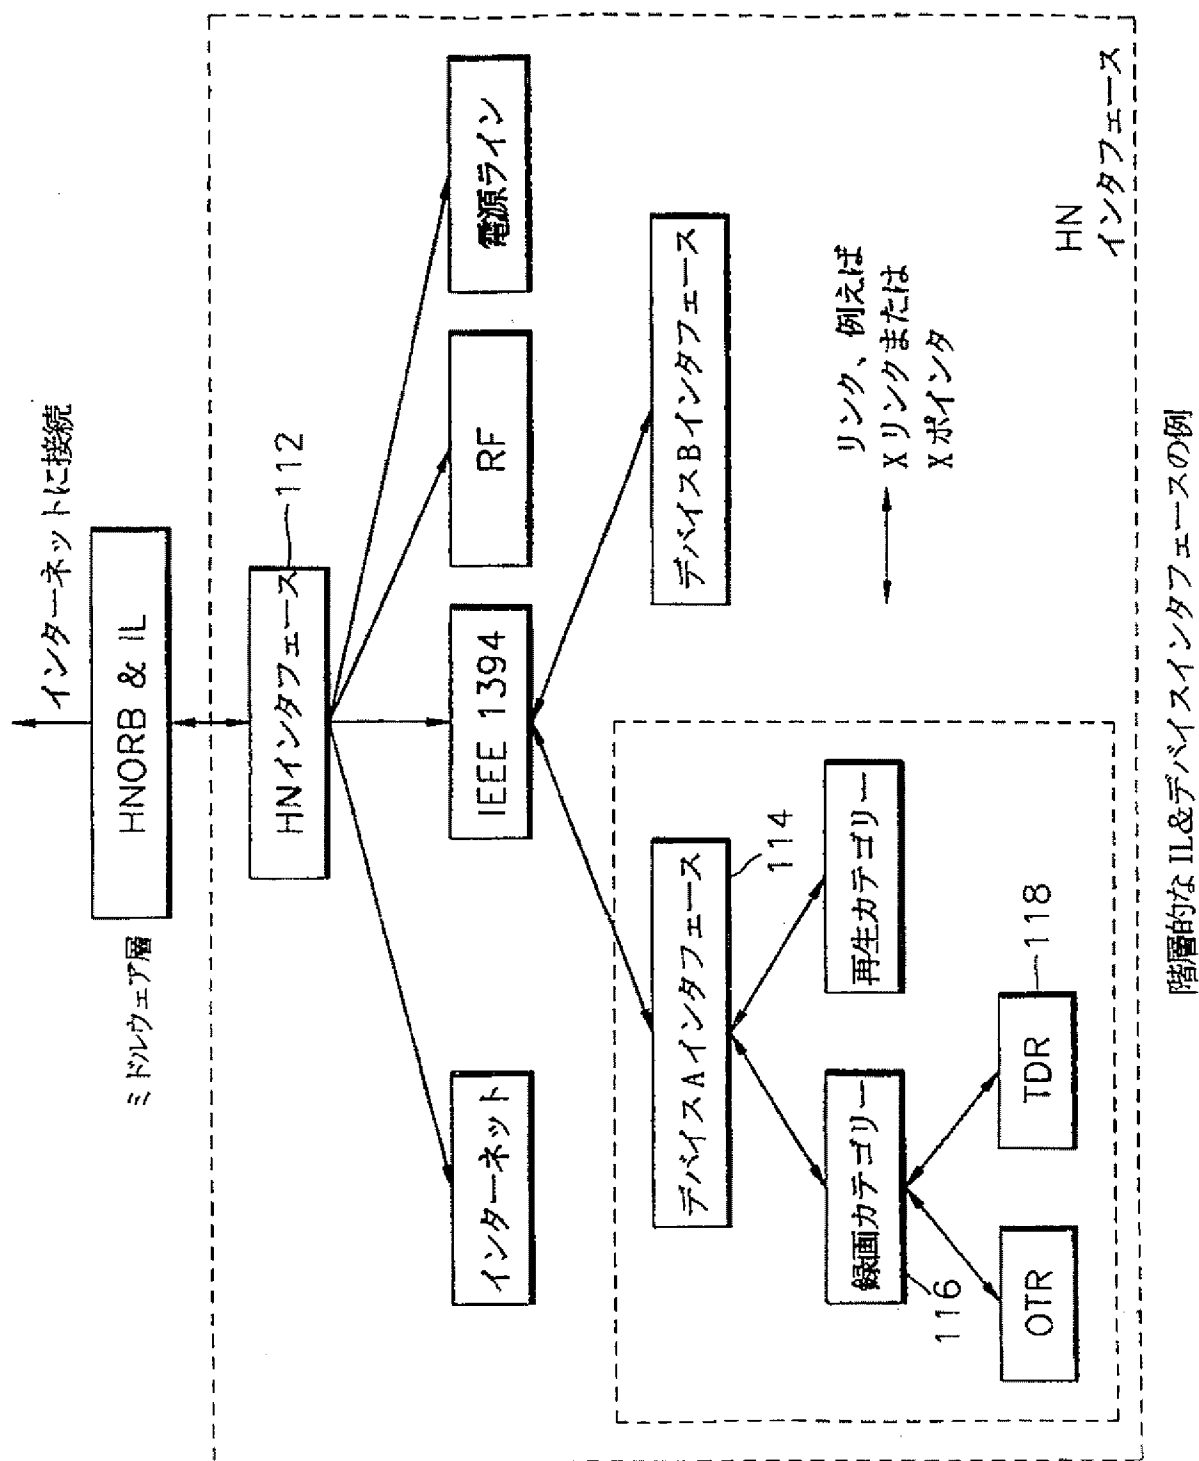 インターネットに接続
ミドルウェア層
HNORB & IL
HNインタフェース
112
インターネット
IEEE 1394
RF
電源ライン
デバイスAインタフェース
114
デバイスBインタフェース
録画カテゴリー
116
再生カテゴリー
OTR
TDR
118
リンク、例えば
Xリンクまたは
Xポインタ
HN
インタフェース
階層的なIL&デバイスインタフェースの例